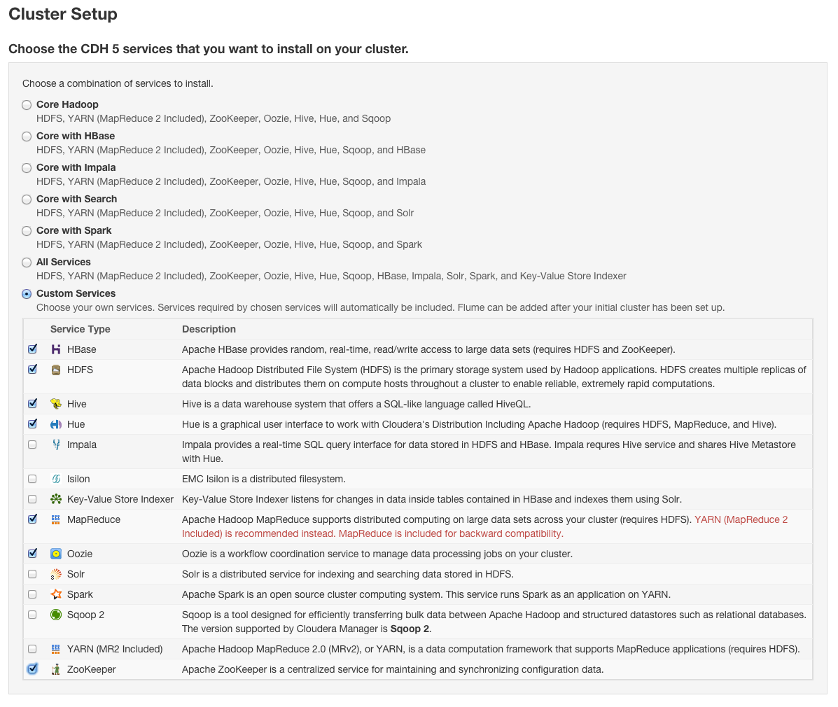 Cluster Setup
Choose the CDH 5 services that you want to install on your cluster.
Choose a combination of services to install.
Core Hadoop
HDFS, YARN (MapReduce 2 Included), ZooKeeper, Oozie, Hive, Hue, and Sqoop
Core with HBase
HDFS, YARN (MapReduce 2 Included), ZooKeeper, Oozie, Hive, Hue, Sqoop, and HBase
Core with Impala
HDFS, YARN (MapReduce 2 Included), ZooKeeper, Oozie, Hive, Hue, Sqoop, and Impala
Core with Search
HDFS, YARN (MapReduce 2 Included), ZooKeeper, Oozie, Hive, Hue, Sqoop, and Solr
Core with Spark
HDFS, YARN (MapReduce 2 Included), ZooKeeper, Oozie, Hive, Hue, Sqoop, and Spark
All Services
HDFS, YARN (MapReduce 2 Included), ZooKeeper, Oozie, Hive, Hue, Sqoop, HBase, Impala, Solr, Spark, and Key-Value Store Indexer
Custom Services
Choose your own services. Services required by chosen services will automatically be included. Flume can be added after your initial cluster has been set up.
Service Type Description
HBase Apache HBase provides random, real-time, read/write access to large data sets (requires HDFS and ZooKeeper).
HDFS Apache Hadoop Distributed File System (HDFS) is the primary storage system used by Hadoop applications. HDFS creates multiple replicas of
data blocks and distributes them on compute hosts throughout a cluster to enable reliable, extremely rapid computations.
Hive Hive is a data warehouse system that offers a SQL-like language called HiveQL.
Hue Hue is a graphical user interface to work with Cloudera's Distribution Including Apache Hadoop (requires HDFS, MapReduce, and Hive).
Impala Impala provides a real-time SQL query interface for data stored in HDFS and HBase. Impala requres Hive service and shares Hive Metastore
with Hue.
Isilon EMC Isilon is a distributed filesystem.
Key-Value Store Indexer Key-Value Store Indexer listens for changes in data inside tables contained in HBase and indexes them using Solr.
MapReduce Apache Hadoop MapReduce supports distributed computing on large data sets across your cluster (requires HDFS). YARN (MapReduce 2
Included) is recommended instead. MapReduce is included for backward compatibility.
Oozie Oozie is a workflow coordination service to manage data processing jobs on your cluster.
Solr Solr is a distributed service for indexing and searching data stored in HDFS.
Spark Apache Spark is an open source cluster computing system. This service runs Spark as an application on YARN.
Sqoop 2 Sqoop is a tool designed for efficiently transferring bulk data between Apache Hadoop and structured datastores such as relational databases.
The version supported by Cloudera Manager is Sqoop 2.
YARN (MR2 Included) Apache Hadoop MapReduce 2.0 (MRv2), or YARN, is a data computation framework that supports MapReduce applications (requires HDFS).
ZooKeeper Apache ZooKeeper is a centralized service for maintaining and synchronizing configuration data.